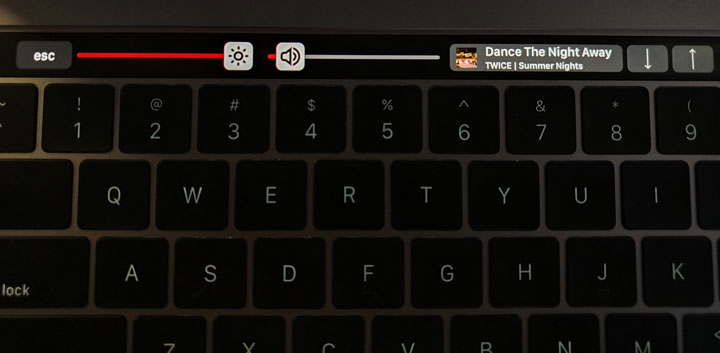 esc
Dance The Night Away
TWICE | Summer Nights
↓ ↑
! @ # $ % ^ & * (
1 2 3 4 5 6 7 8 9
Q W E R T Y U I
A S D F G H J K
lock
Z X C V B N M